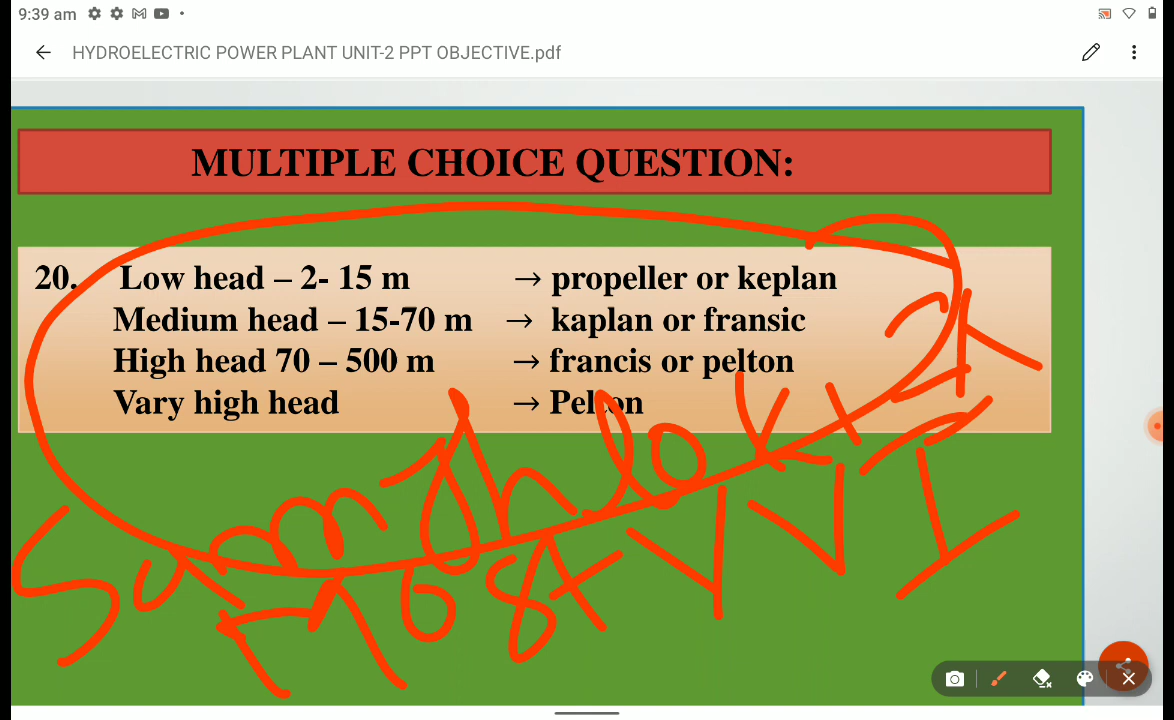 9:39 am
HYDROELECTRIC POWER PLANT UNIT-2 PPT OBJECTIVE.pdf
MULTIPLE CHOICE QUESTION:
20. Low head – 2- 15 m → propeller or keplan
Medium head – 15-70 m → kaplan or fransic
High head 70 – 500 m → francis or pelton
Vary high head → Pelton
Most VVI